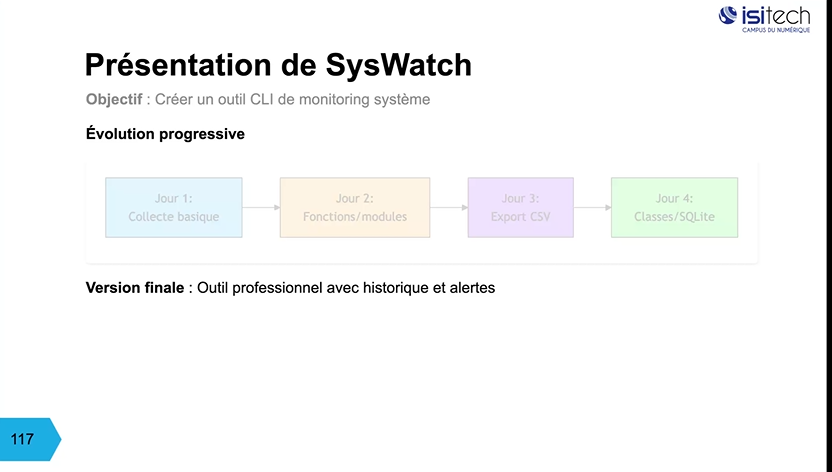 isitech
CAMPUS DU NUMÉRIQUE
Présentation de SysWatch
Objectif : Créer un outil CLI de monitoring système
Évolution progressive
Jour 1:
Collecte basique
Jour 2:
Fonctions/modules
Jour 3:
Export CSV
Jour 4:
Classes/SQLite
Version finale : Outil professionnel avec historique et alertes
117